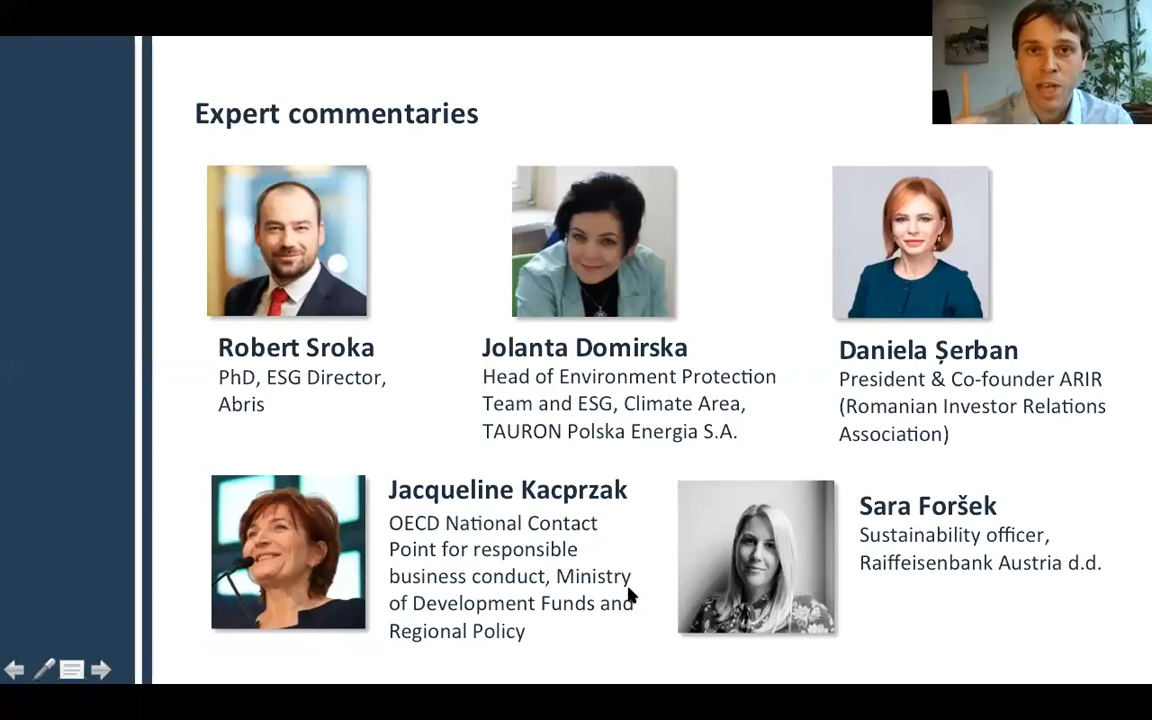 Expert commentaries
Robert Sroka
PhD, ESG Director,
Abris
Jolanta Domirska
Head of Environment Protection
Team and ESG, Climate Area,
TAURON Polska Energia S.A.
Daniela Șerban
President & Co-founder ARIR
(Romanian Investor Relations
Association)
Jacqueline Kacprzak
OECD National Contact
Point for responsible
business conduct, Ministry
of Development Funds and
Regional Policy
Sara Foršek
Sustainability officer,
Raiffeisenbank Austria d.d.